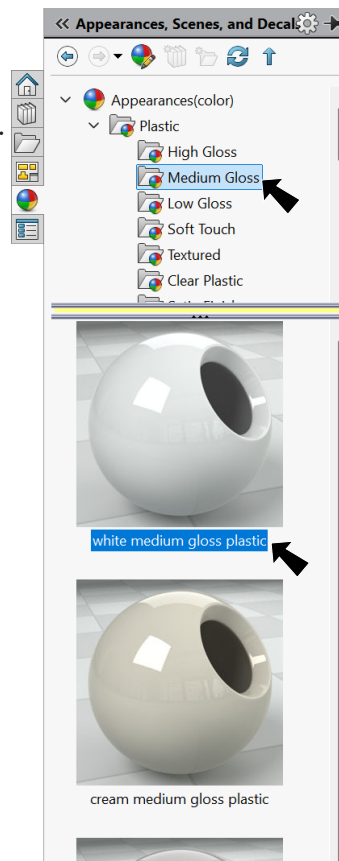 Appearances, Scenes, and Decal
Appearances(color)
Plastic
High Gloss
Medium Gloss
Low Gloss
Soft Touch
Textured
Clear Plastic
white medium gloss plastic
cream medium gloss plastic